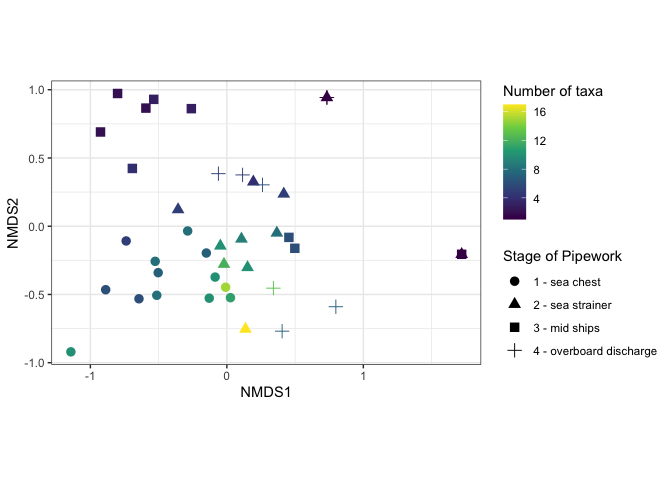 1.0
0.5
0.0
-0.5
-1.0
NMDS2
-1
0
1
NMDS1
Number of taxa
16
12
8
4
Stage of Pipework
1 - sea chest
2 - sea strainer
3 - mid ships
4 - overboard discharge